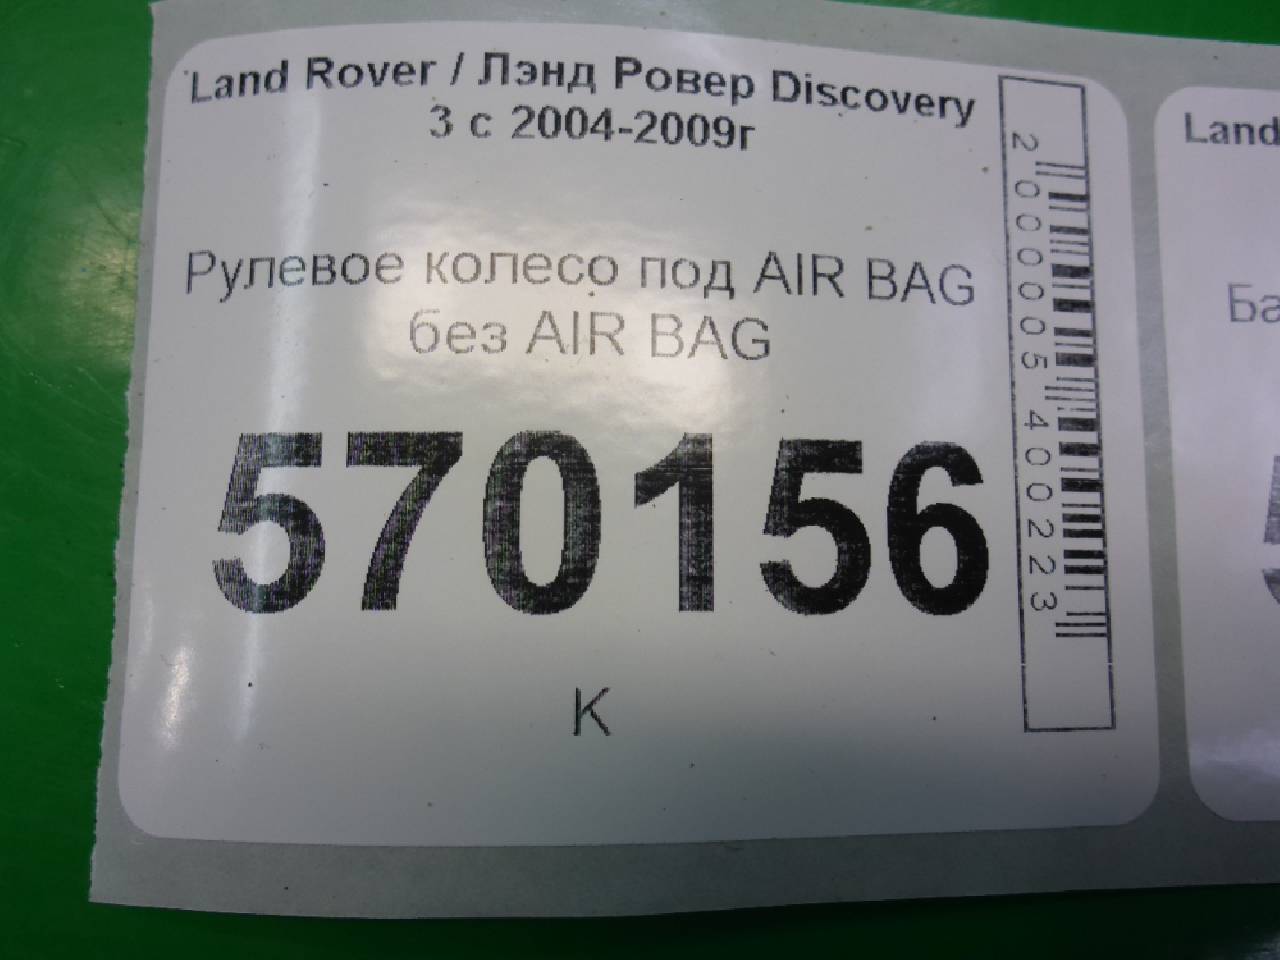 Land Rover / Лэнд Ровер Discovery
3 с 2004-2009г
Рулевое колесо под AIR BAG
без AIR BAG
570156
К
2000005400223
Land
Ба